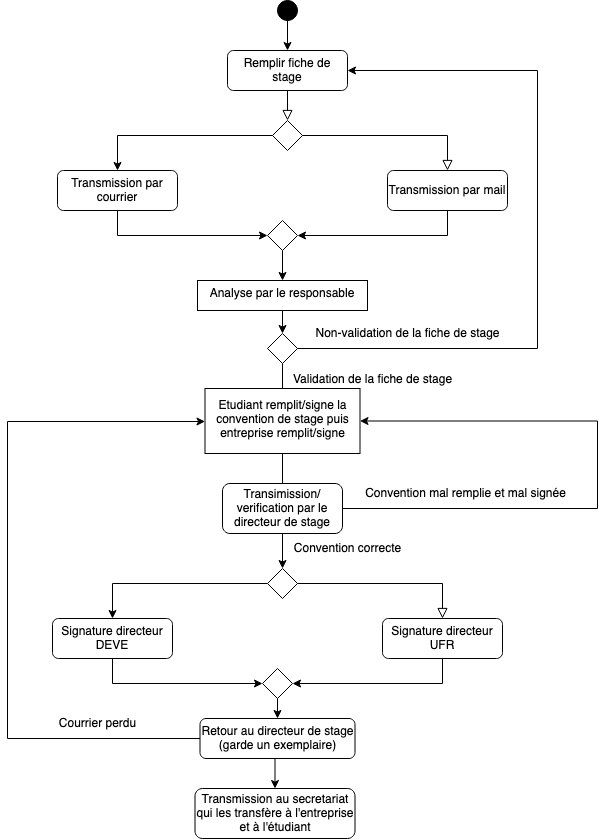 Remplir fiche de
stage
Transmission par
courrier
Transmission par mail
Analyse par le responsable
Non-validation de la fiche de stage
Validation de la fiche de stage
Etudiant remplit/signe la
convention de stage puis
entreprise remplit/signe
Transimission/
verification par le
directeur de stage
Convention mal remplie et mal signée
Convention correcte
Signature directeur
DEVE
Signature directeur
UFR
Courrier perdu
Retour au directeur de stage
(garde un exemplaire)
Transmission au secretariat
qui les transfère à l'entreprise
et à l'étudiant